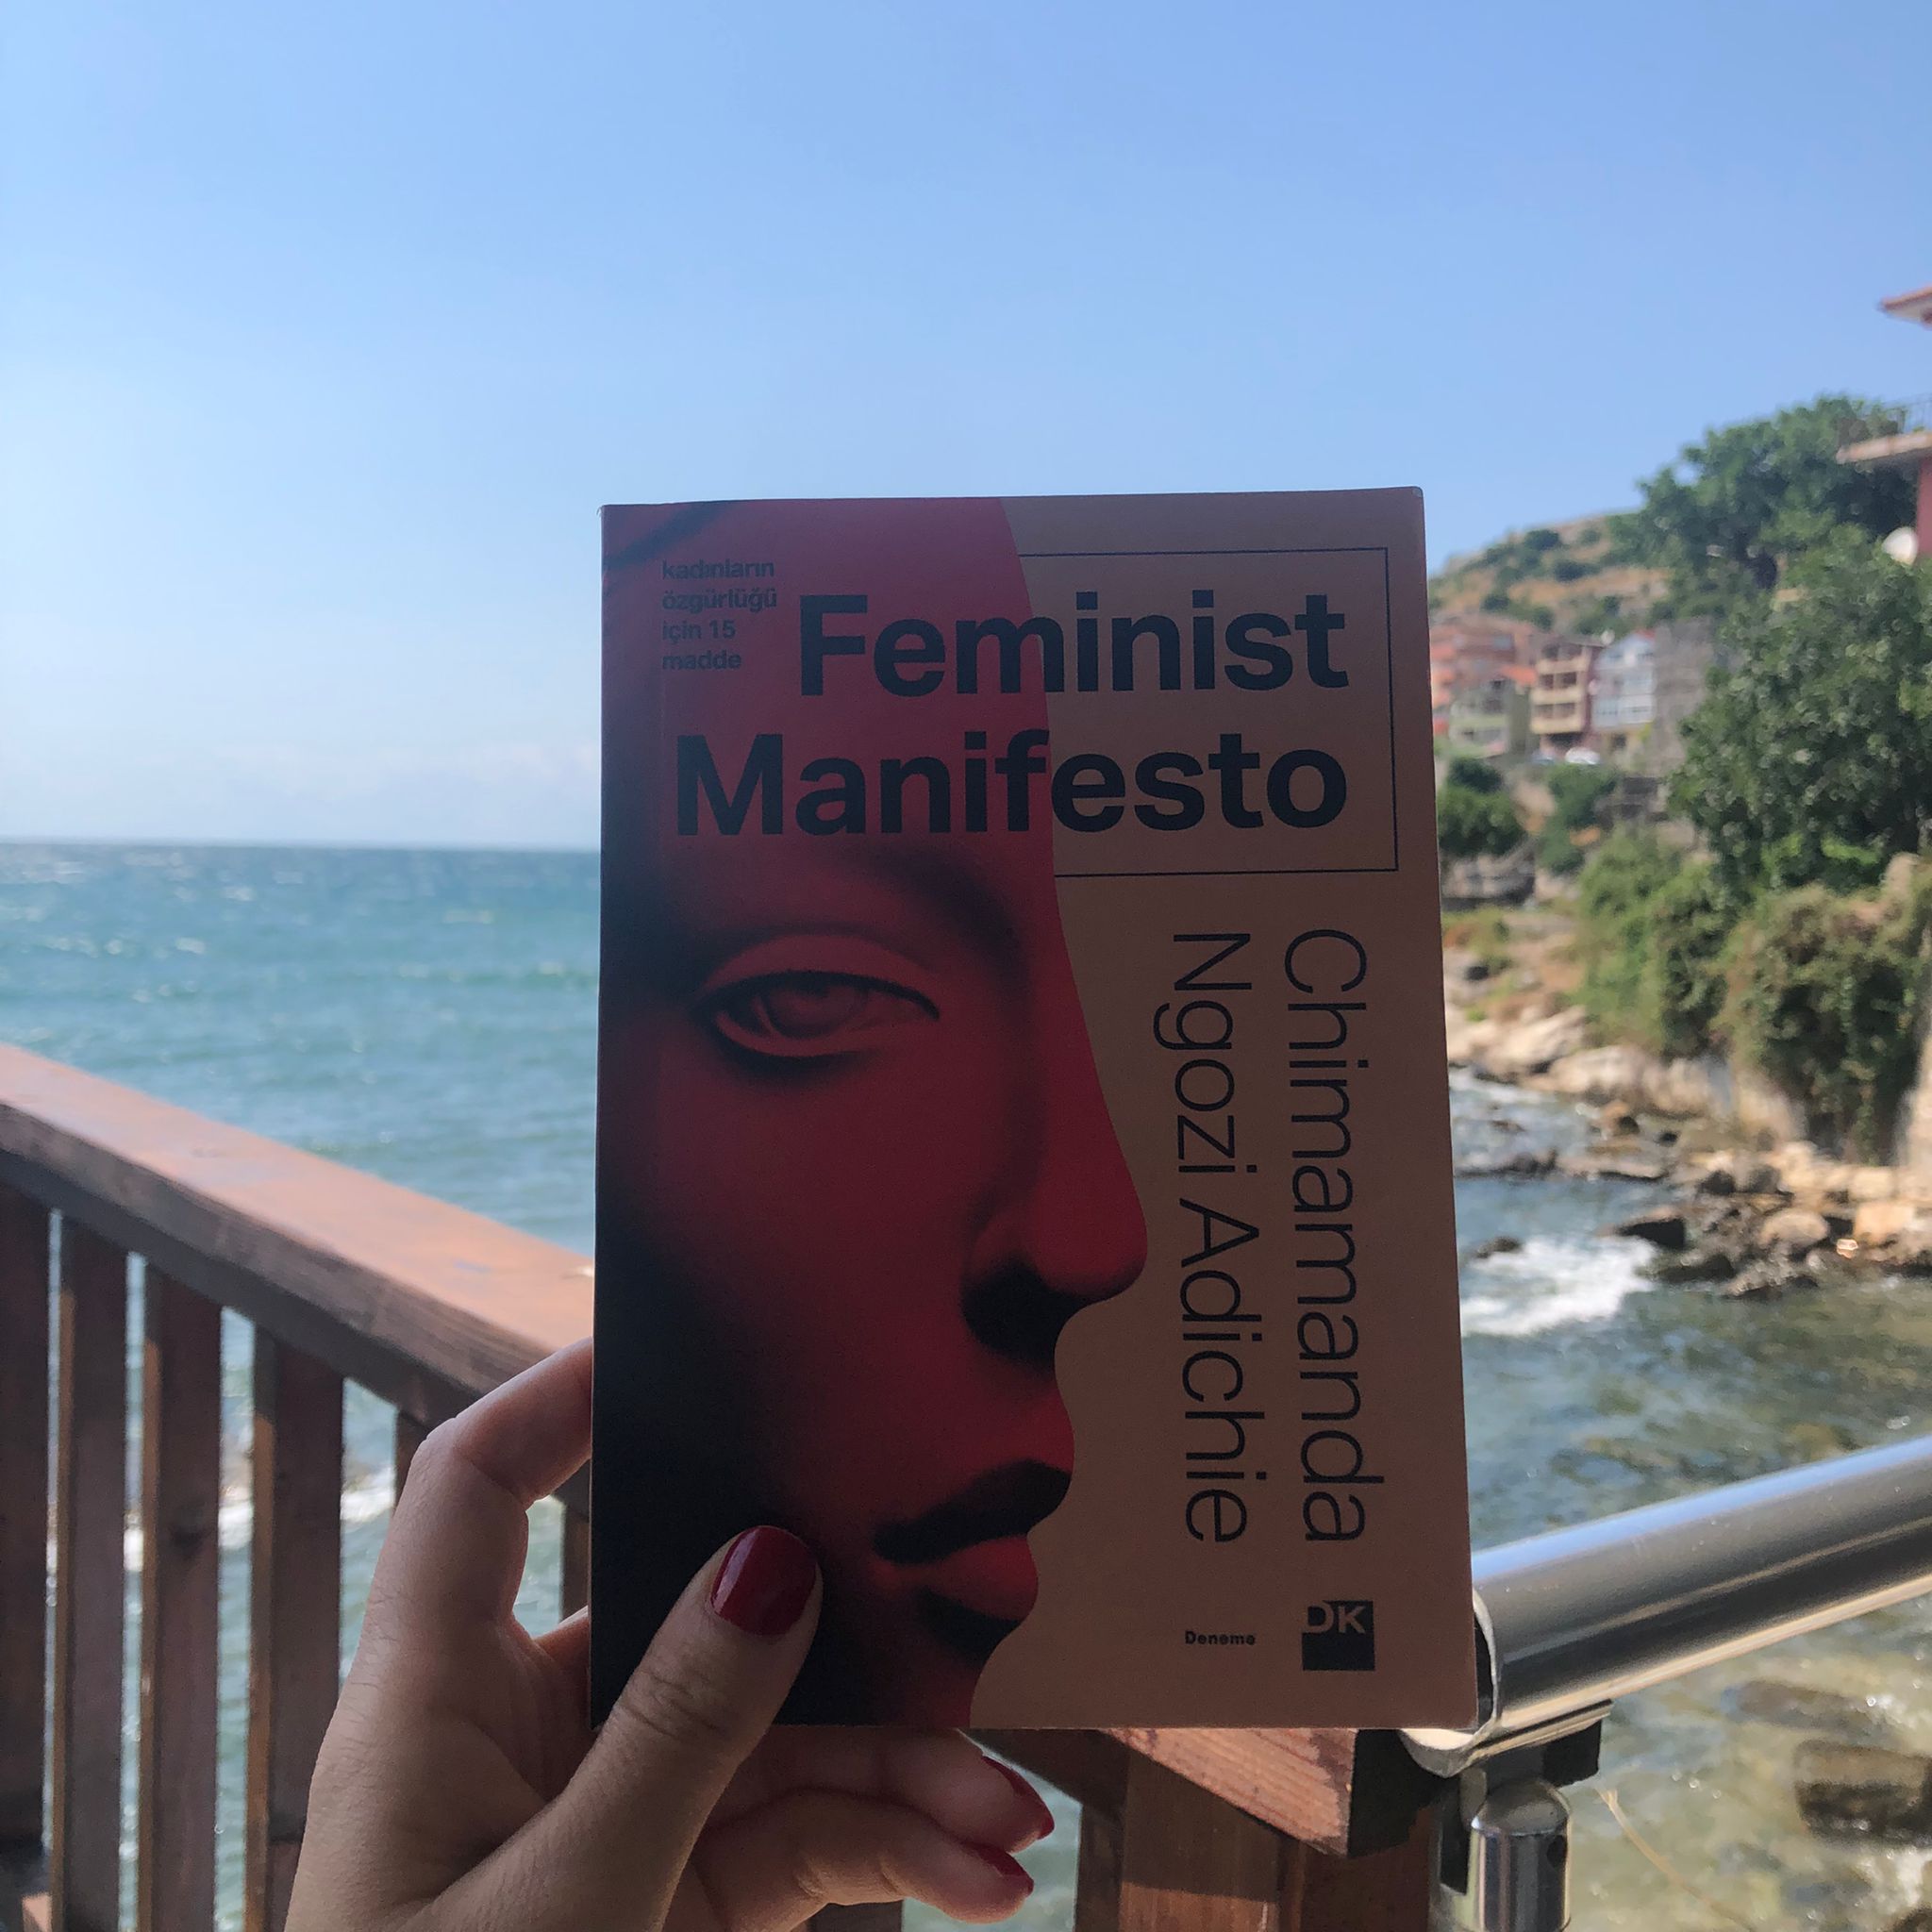 kadınların
özgürlüğü
için 15
madde
Feminist
Manifesto
Chimamanda
Ngozi Adichie
Deneme
DK